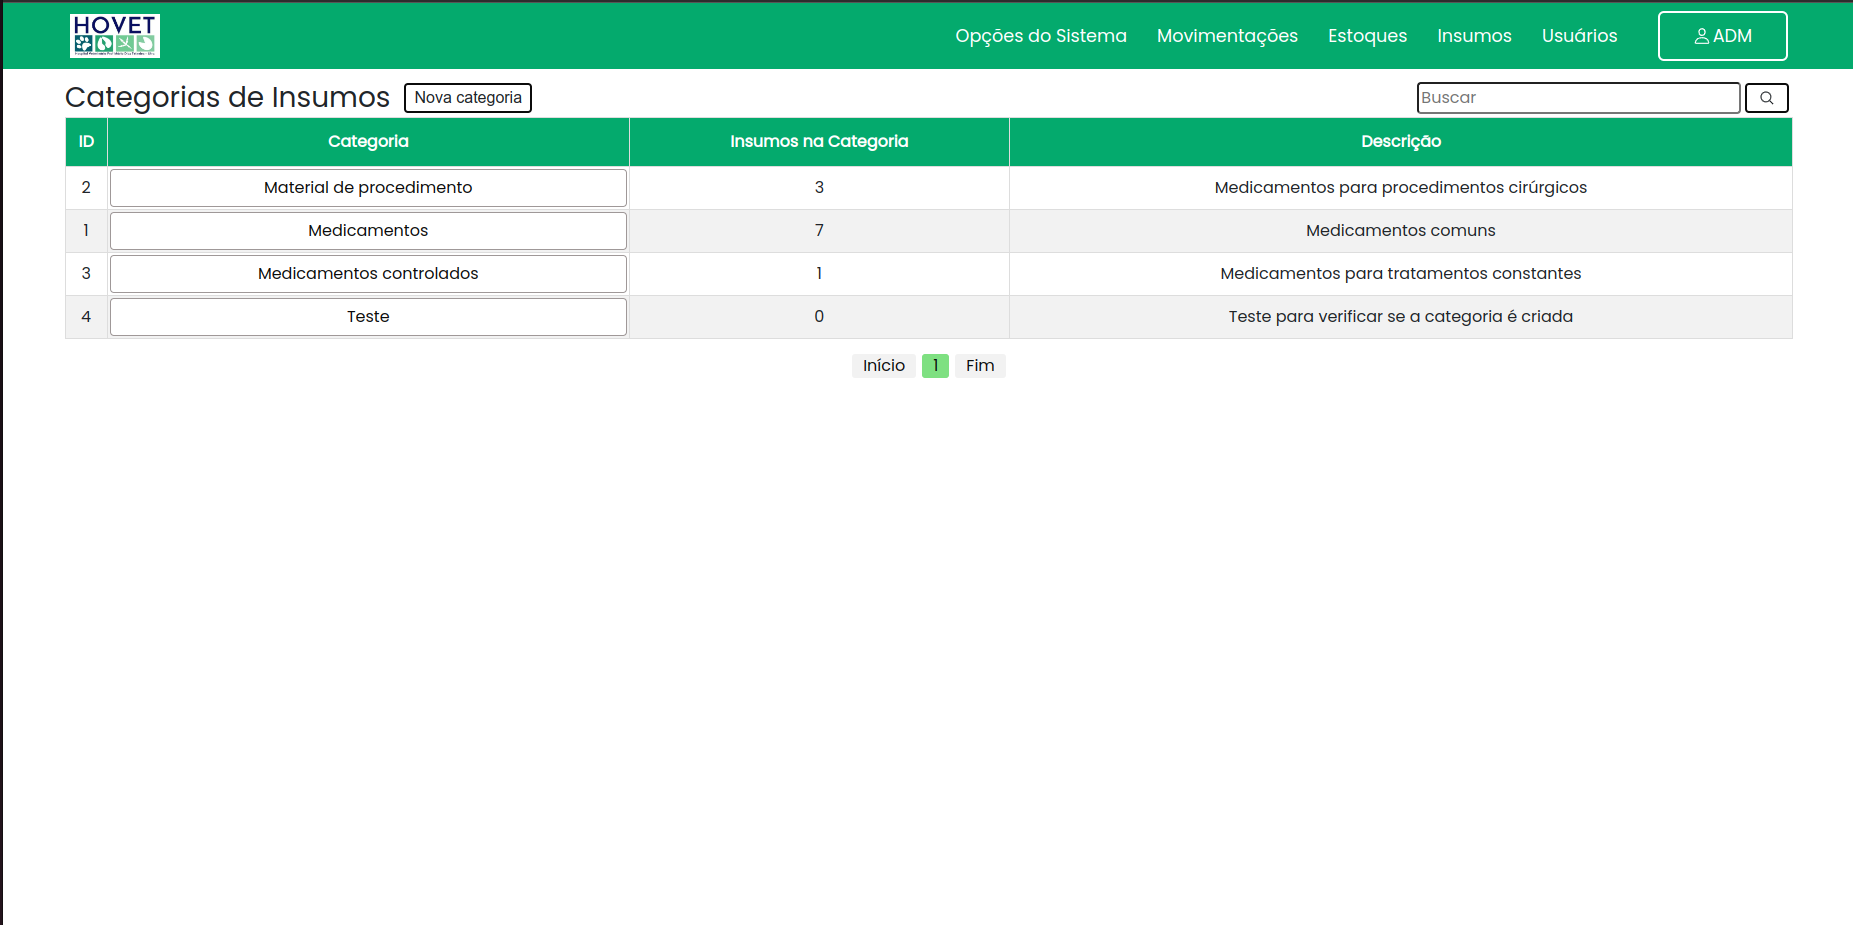 HOVET
Opções do Sistema Movimentações Estoques Insumos Usuários ADM
Categorias de Insumos Nova categoria Buscar
ID Categoria Insumos na Categoria Descrição
2 Material de procedimento 3 Medicamentos para procedimentos cirúrgicos
1 Medicamentos 7 Medicamentos comuns
3 Medicamentos controlados 1 Medicamentos para tratamentos constantes
4 Teste 0 Teste para verificar se a categoria é criada
Início 1 Fim